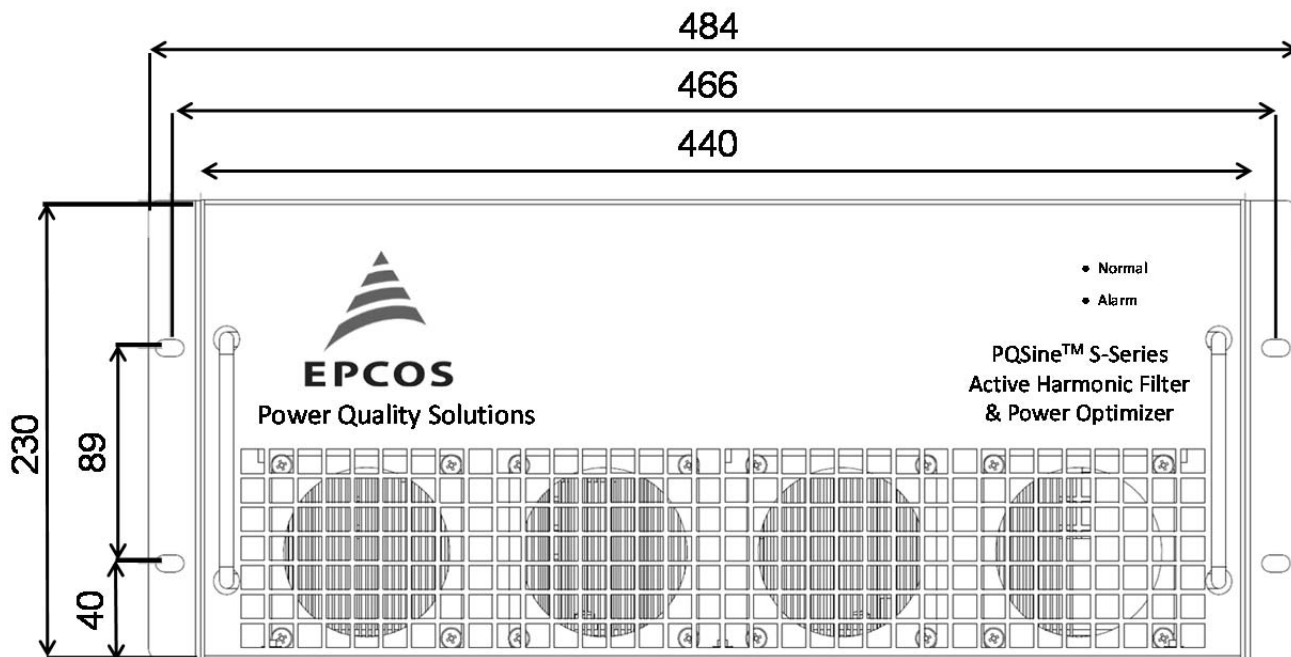 484
466
440
Normal
Alarm
EPCOS
Power Quality Solutions
PQSine™ S-Series
Active Harmonic Filter
& Power Optimizer
230
89
40